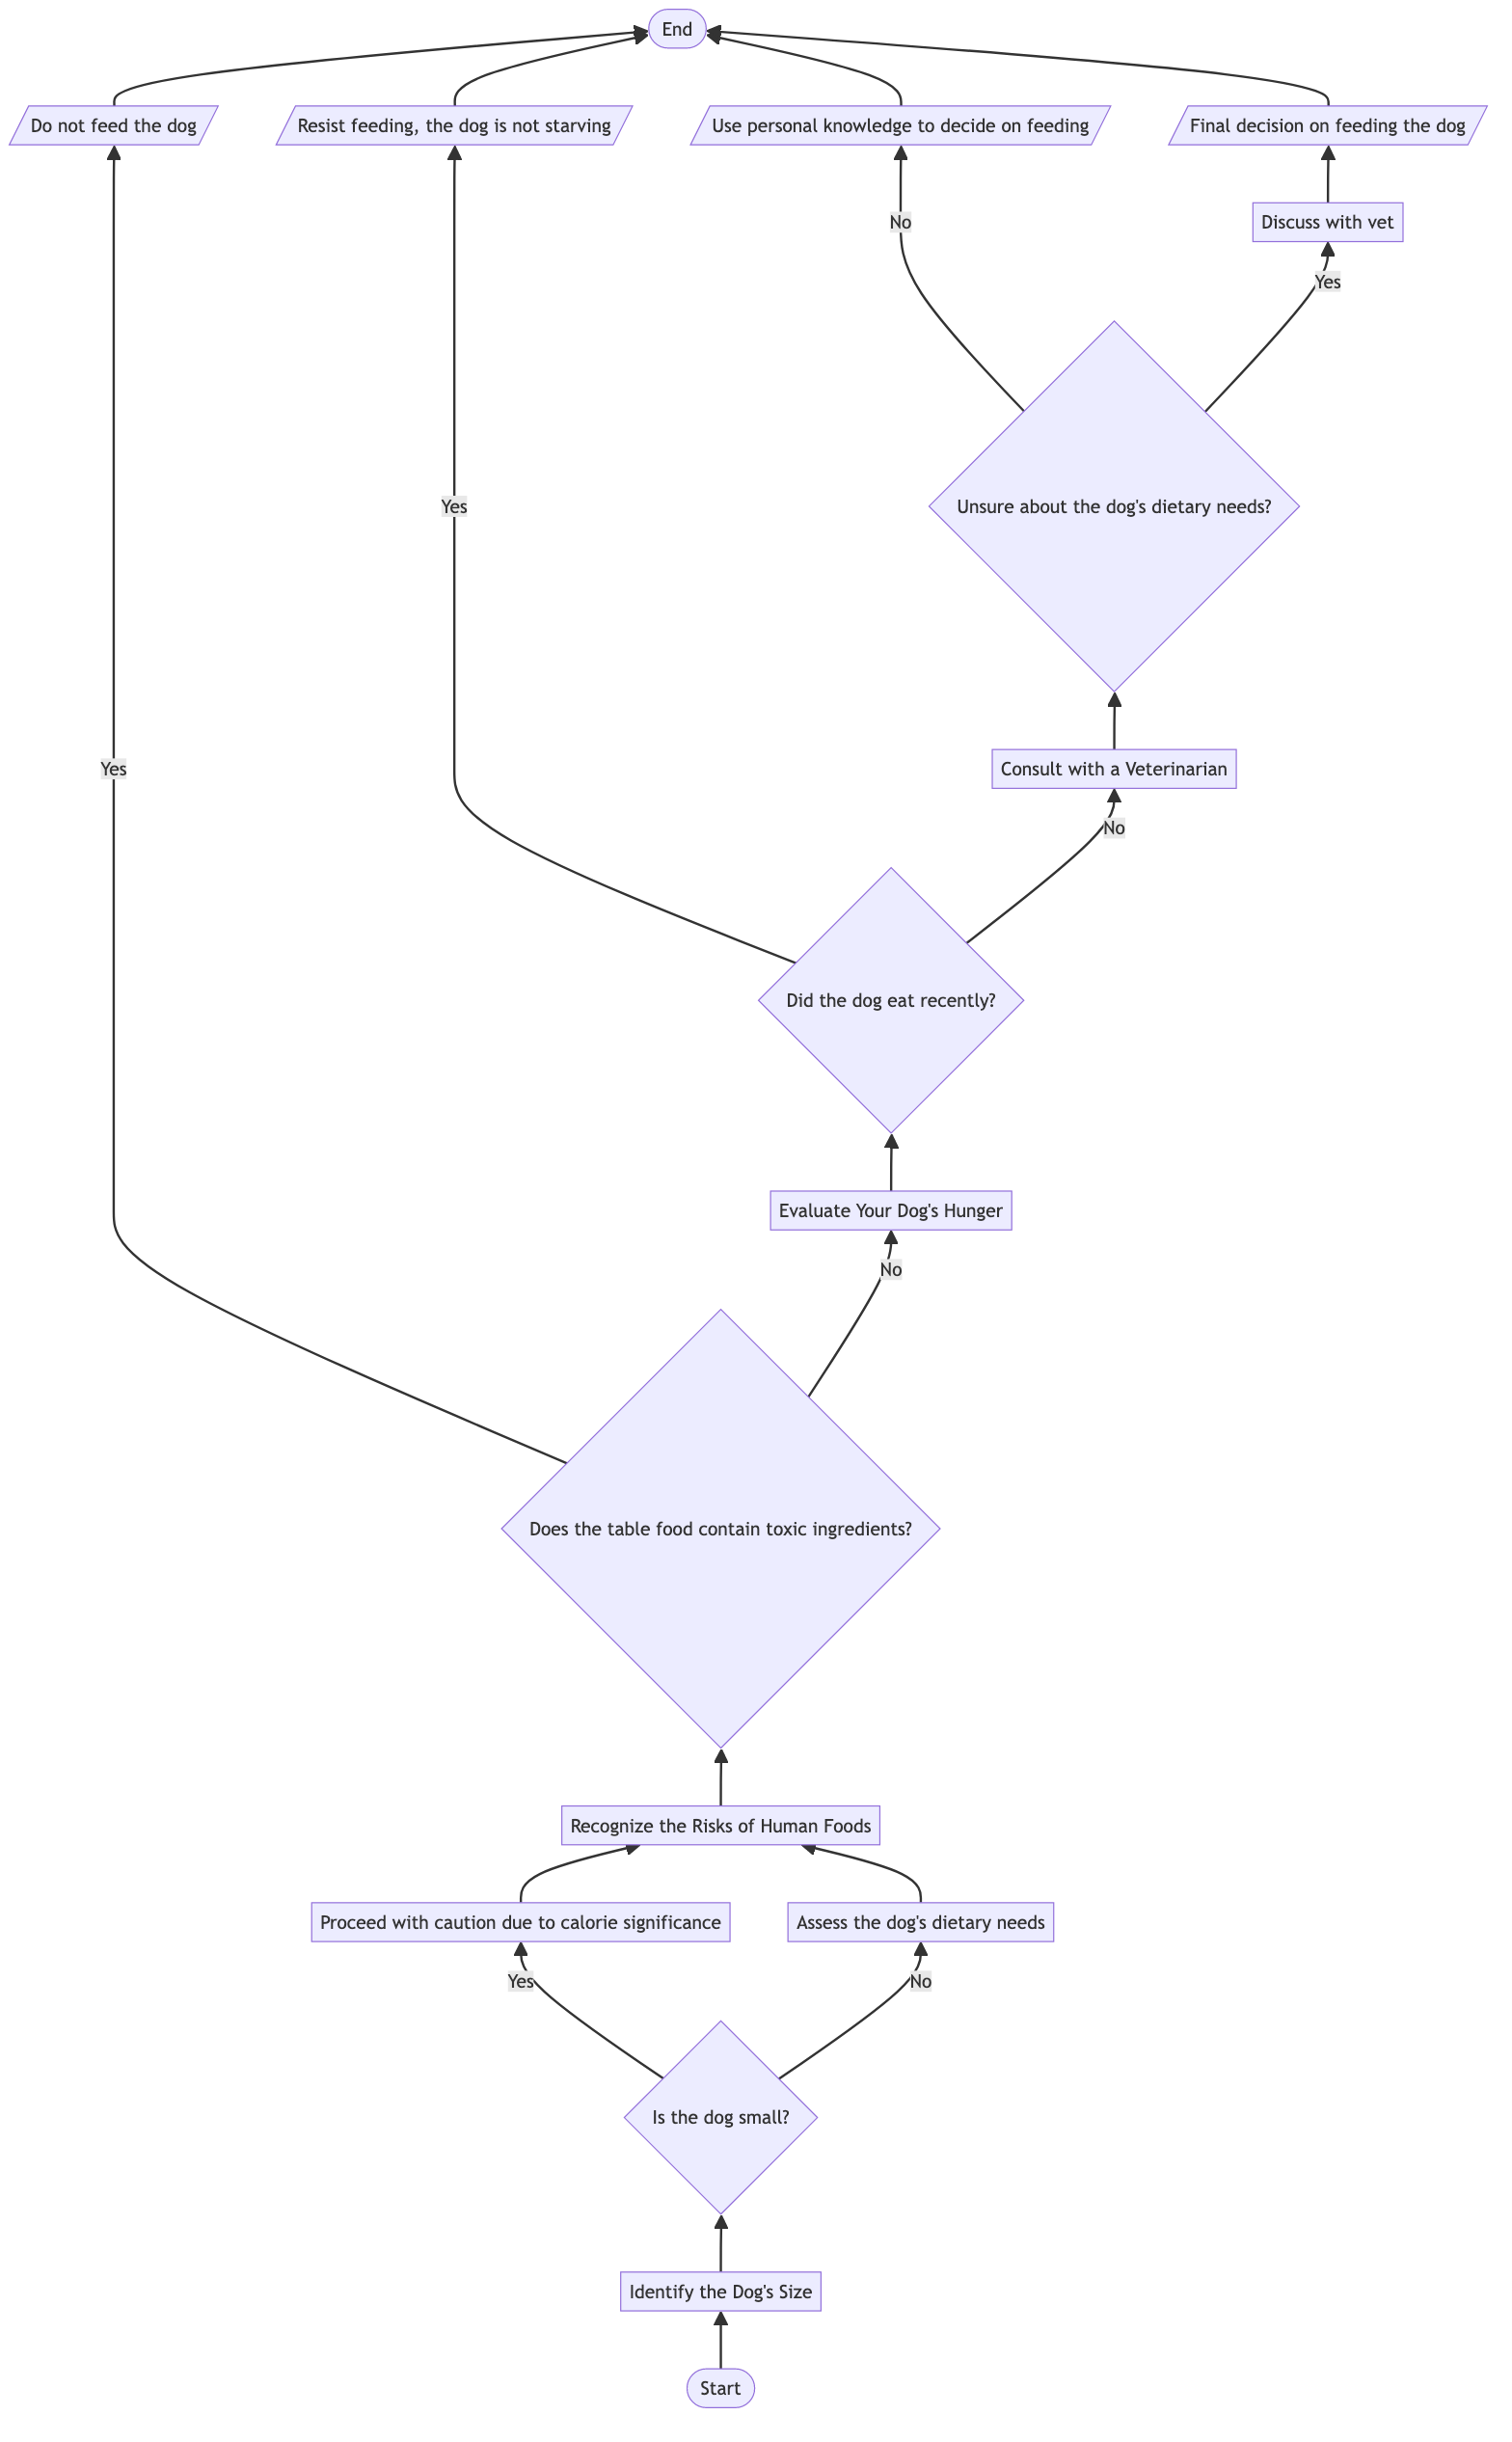 End
Do not feed the dog
Resist feeding, the dog is not starving
Use personal knowledge to decide on feeding
Final decision on feeding the dog
No
Discuss with vet
Yes
Yes
Unsure about the dog's dietary needs?
Yes
Consult with a Veterinarian
No
Did the dog eat recently?
Evaluate Your Dog's Hunger
No
Does the table food contain toxic ingredients?
Recognize the Risks of Human Foods
Proceed with caution due to calorie significance
Assess the dog's dietary needs
Yes
No
Is the dog small?
Identify the Dog's Size
Start